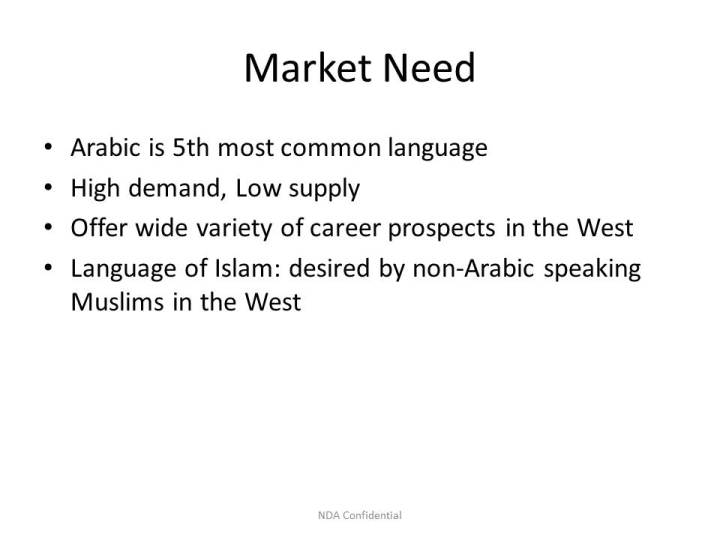 Market Need
• Arabic is 5th most common language
• High demand, Low supply
• Offer wide variety of career prospects in the West
• Language of Islam: desired by non-Arabic speaking
Muslims in the West
NDA Confidential